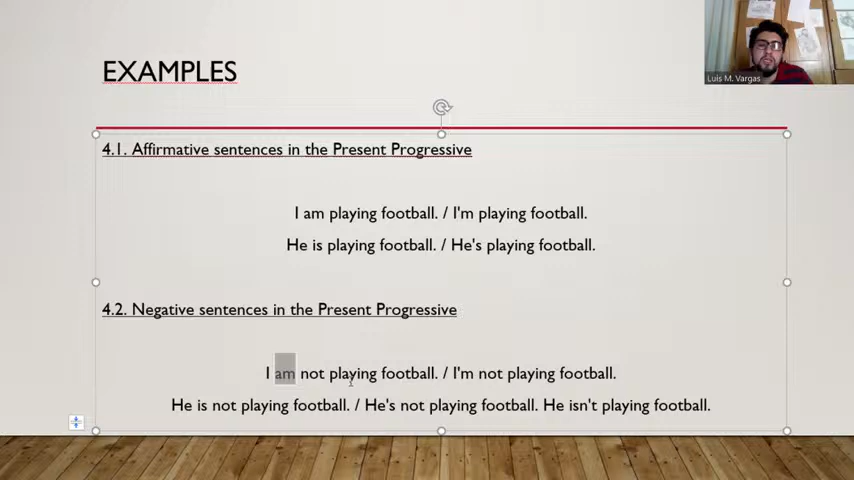 Luis M. Vargas
EXAMPLES
4.1. Affirmative sentences in the Present Progressive
I am playing football. / I'm playing football.
He is playing football. / He's playing football.
4.2. Negative sentences in the Present Progressive
I am not playing football. / I'm not playing football.
He is not playing football. / He's not playing football. He isn't playing football.